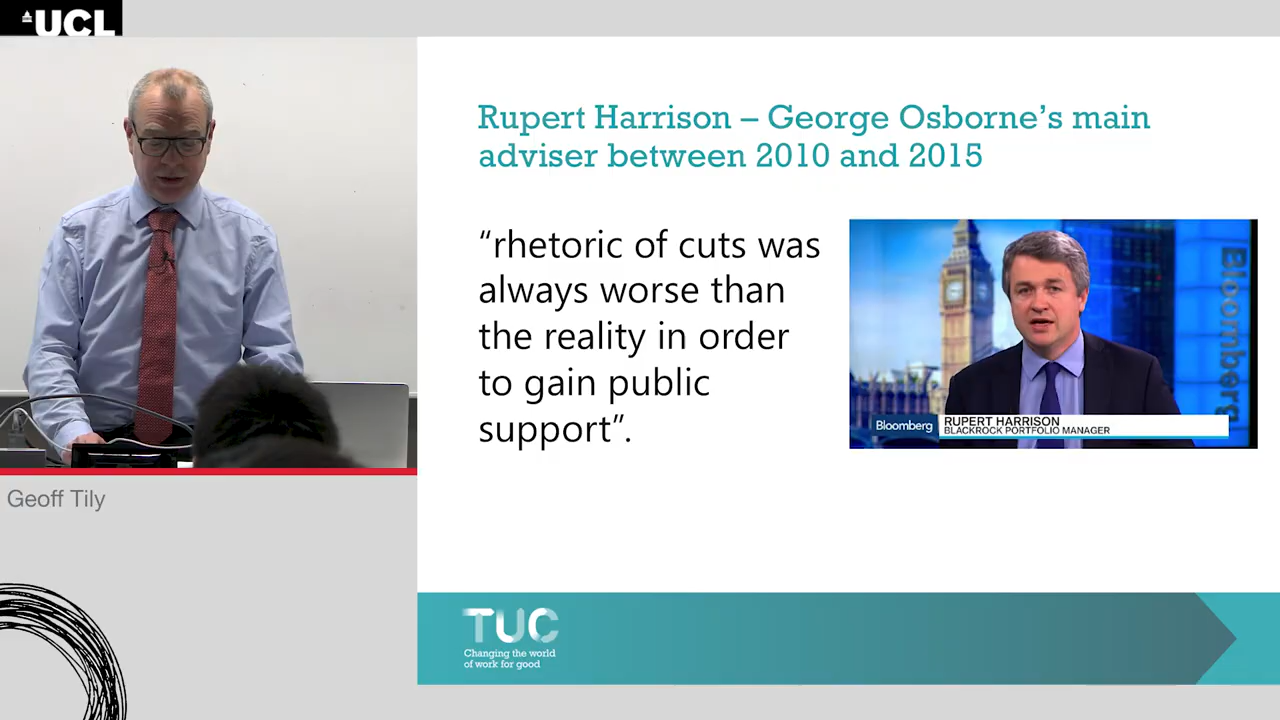 UCL
Rupert Harrison – George Osborne's main
adviser between 2010 and 2015
“rhetoric of cuts was
always worse than
the reality in order
to gain public
support”.
Bloomberg
Bloomberg
RUPERT HARRISON
BLACKROCK PORTFOLIO MANAGER
Geoff Tily
TUC
Changing the world
of work for good